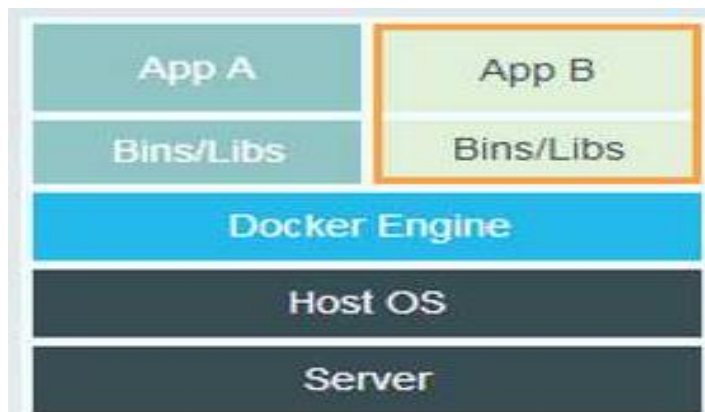 App A App B
Bins/Libs Bins/Libs
Docker Engine
Host OS
Server